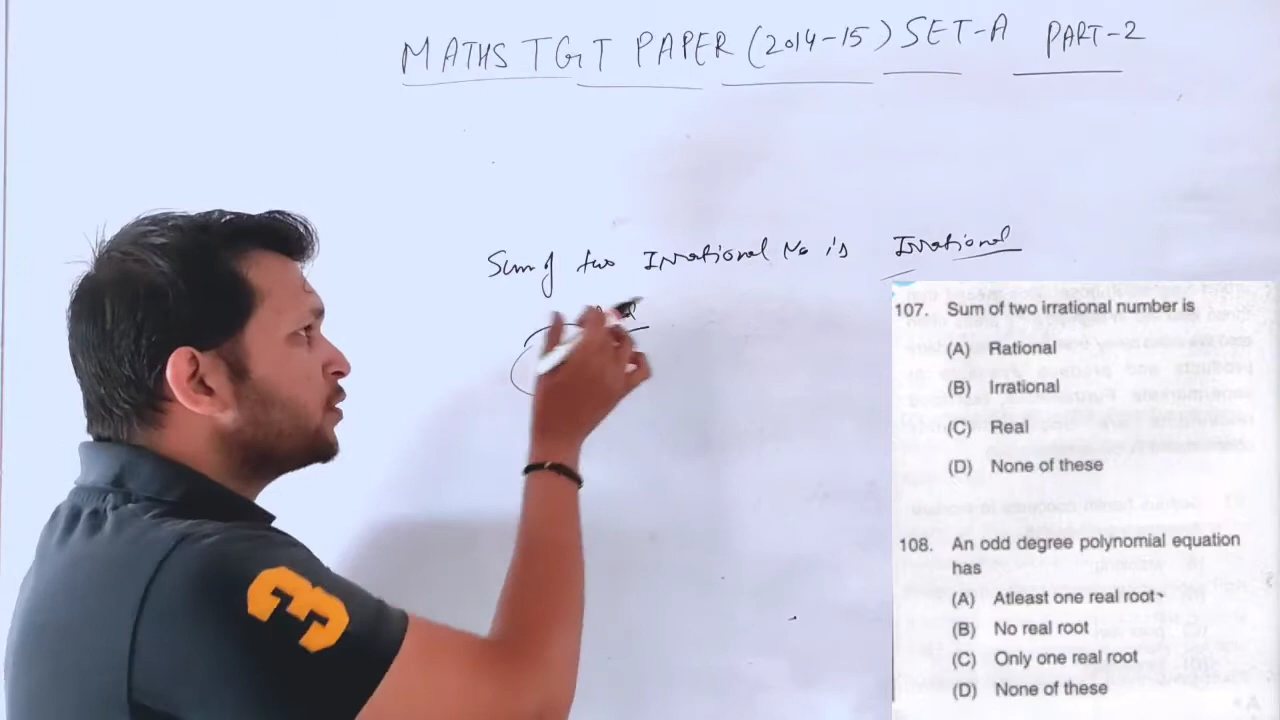 MATHS TGT PAPER (2014-15) SET-A PART-2
Sum of two Irrational No is Irrational
107. Sum of two irrational number is
(A) Rational
(B) Irrational
(C) Real
(D) None of these
108. An odd degree polynomial equation
has
(A) Atleast one real root
(B) No real root
(C) Only one real root
(D) None of these
3